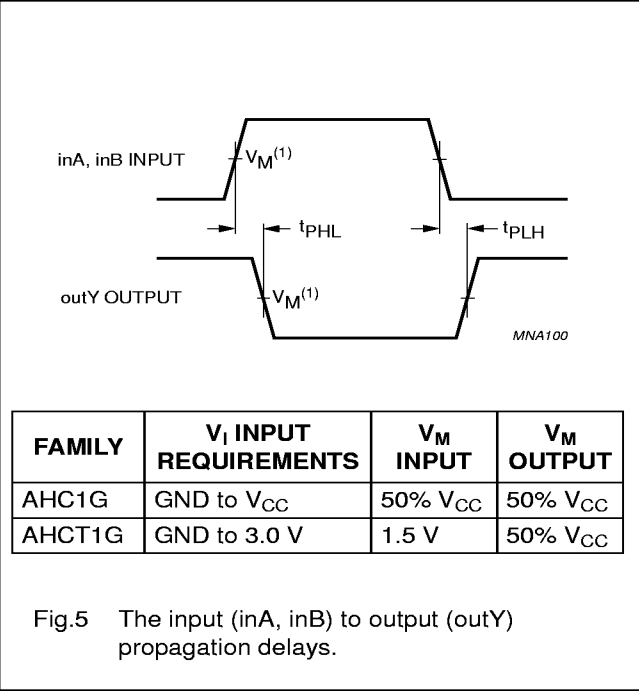 inA, inB INPUT
VM(1)
tPHL
tPLH
outY OUTPUT
VM(1)
MNA100
FAMILY
VI INPUT REQUIREMENTS
VM INPUT
VM OUTPUT
AHC1G
GND to VCC
50% VCC
50% VCC
AHCT1G
GND to 3.0 V
1.5 V
50% VCC
Fig.5 The input (inA, inB) to output (outY)
propagation delays.